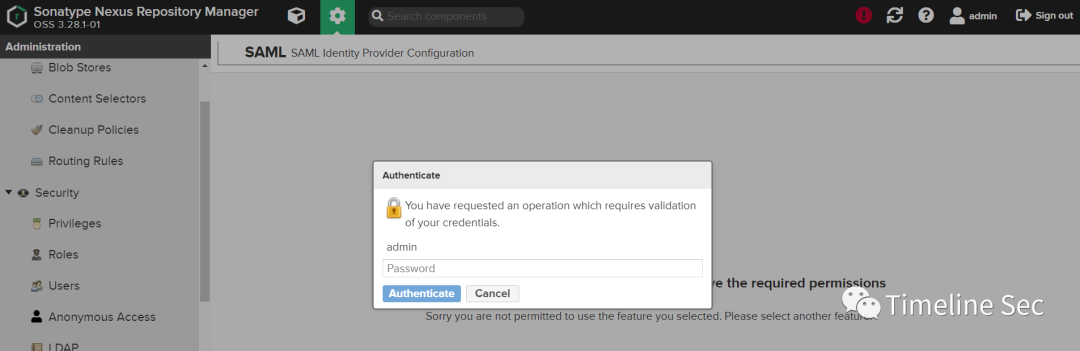 Sonatype Nexus Repository Manager
OSS 3.28.1-01
Search components
admin
Sign out
Administration
SAML SAML Identity Provider Configuration
Blob Stores
Content Selectors
Cleanup Policies
Routing Rules
Security
Privileges
Roles
Users
Anonymous Access
LDAP
Authenticate
You have requested an operation which requires validation
of your credentials.
admin
Password
Authenticate
Cancel
the required permissions
Sorry you are not permitted to use the feature you selected. Please select another feature.
Timeline Sec